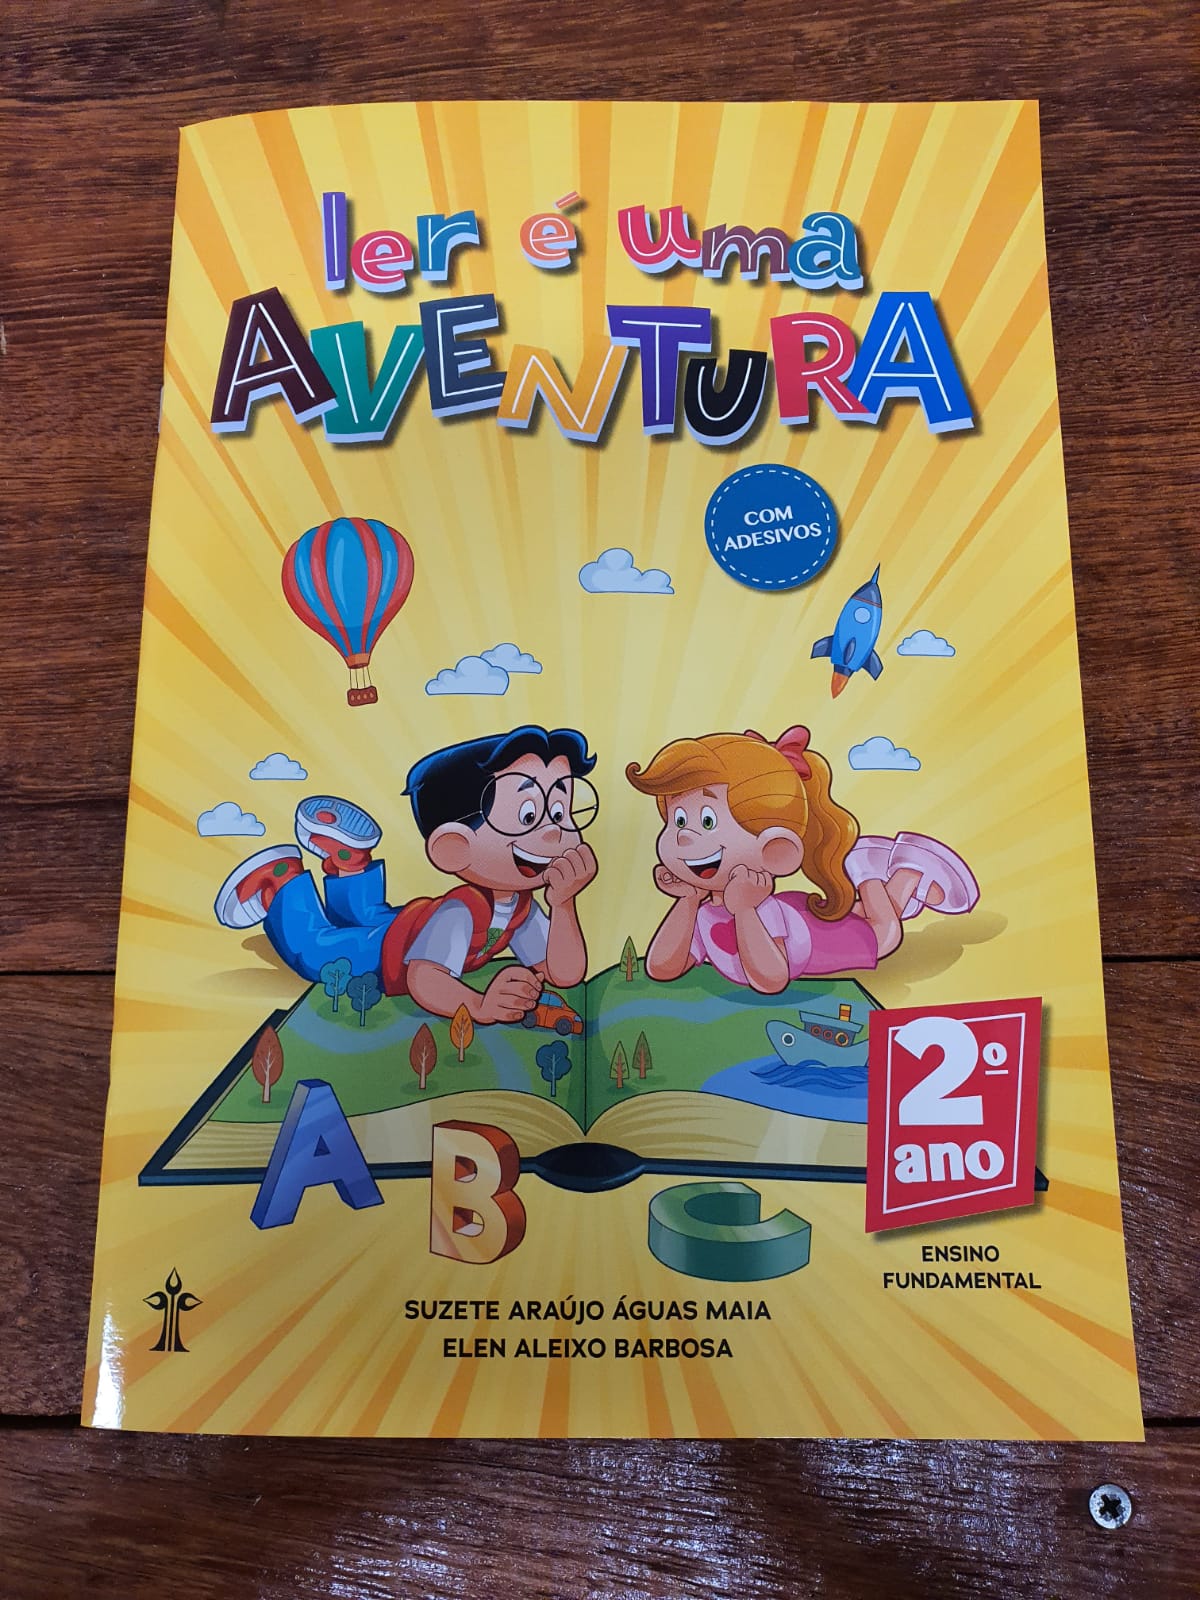 ler é uma
AVENTURA
COM
ADESIVOS
2º
ano
ENSINO
FUNDAMENTAL
A B C
SUZETE ARAÚJO ÁGUAS MAIA
ELEN ALEIXO BARBOSA